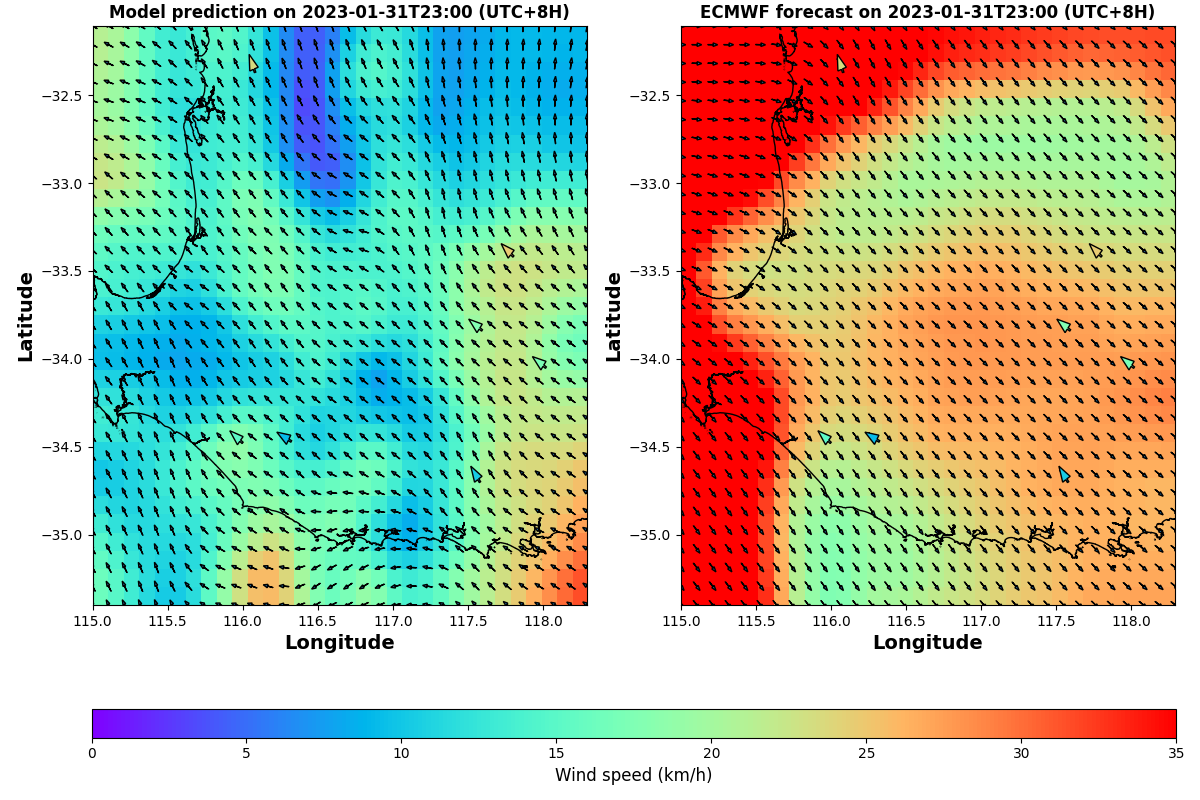 Model prediction on 2023-01-31T23:00 (UTC+8H)
ECMWF forecast on 2023-01-31T23:00 (UTC+8H)
−32.5
−33.0
−33.5
−34.0
−34.5
−35.0
Latitude
115.0 115.5 116.0 116.5 117.0 117.5 118.0
Longitude
−32.5
−33.0
−33.5
−34.0
−34.5
−35.0
Latitude
115.0 115.5 116.0 116.5 117.0 117.5 118.0
Longitude
0 5 10 15 20 25 30 35
Wind speed (km/h)